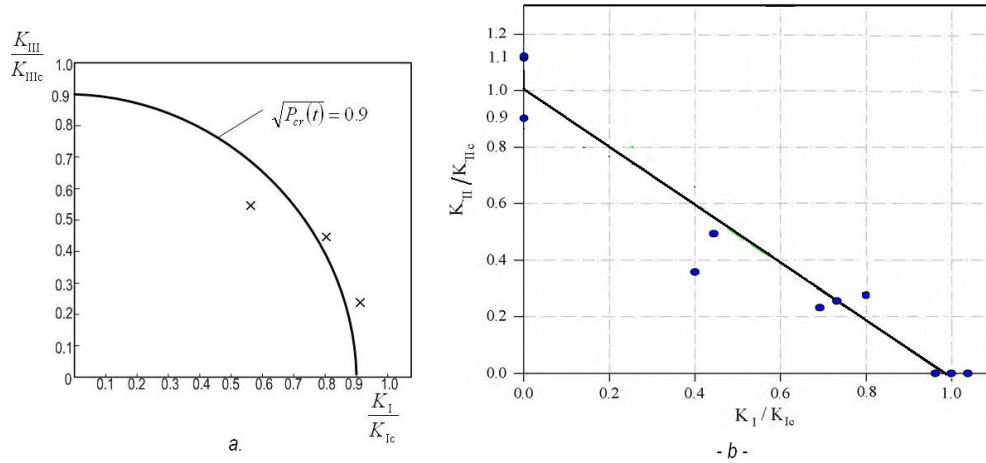 K_III
K_IIIc
1.0
0.9
0.8
0.7
0.6
0.5
0.4
0.3
0.2
0.1
0
√P_cr(t) = 0.9
0.1 0.2 0.3 0.4 0.5 0.6 0.7 0.8 0.9 1.0
K_I
K_Ic
a.
K_II/K_IIc
1.2
1.1
1.0
0.9
0.8
0.6
0.4
0.2
0.0
0.0 0.2 0.4 0.6 0.8 1.0
K_I / K_Ic
- b -